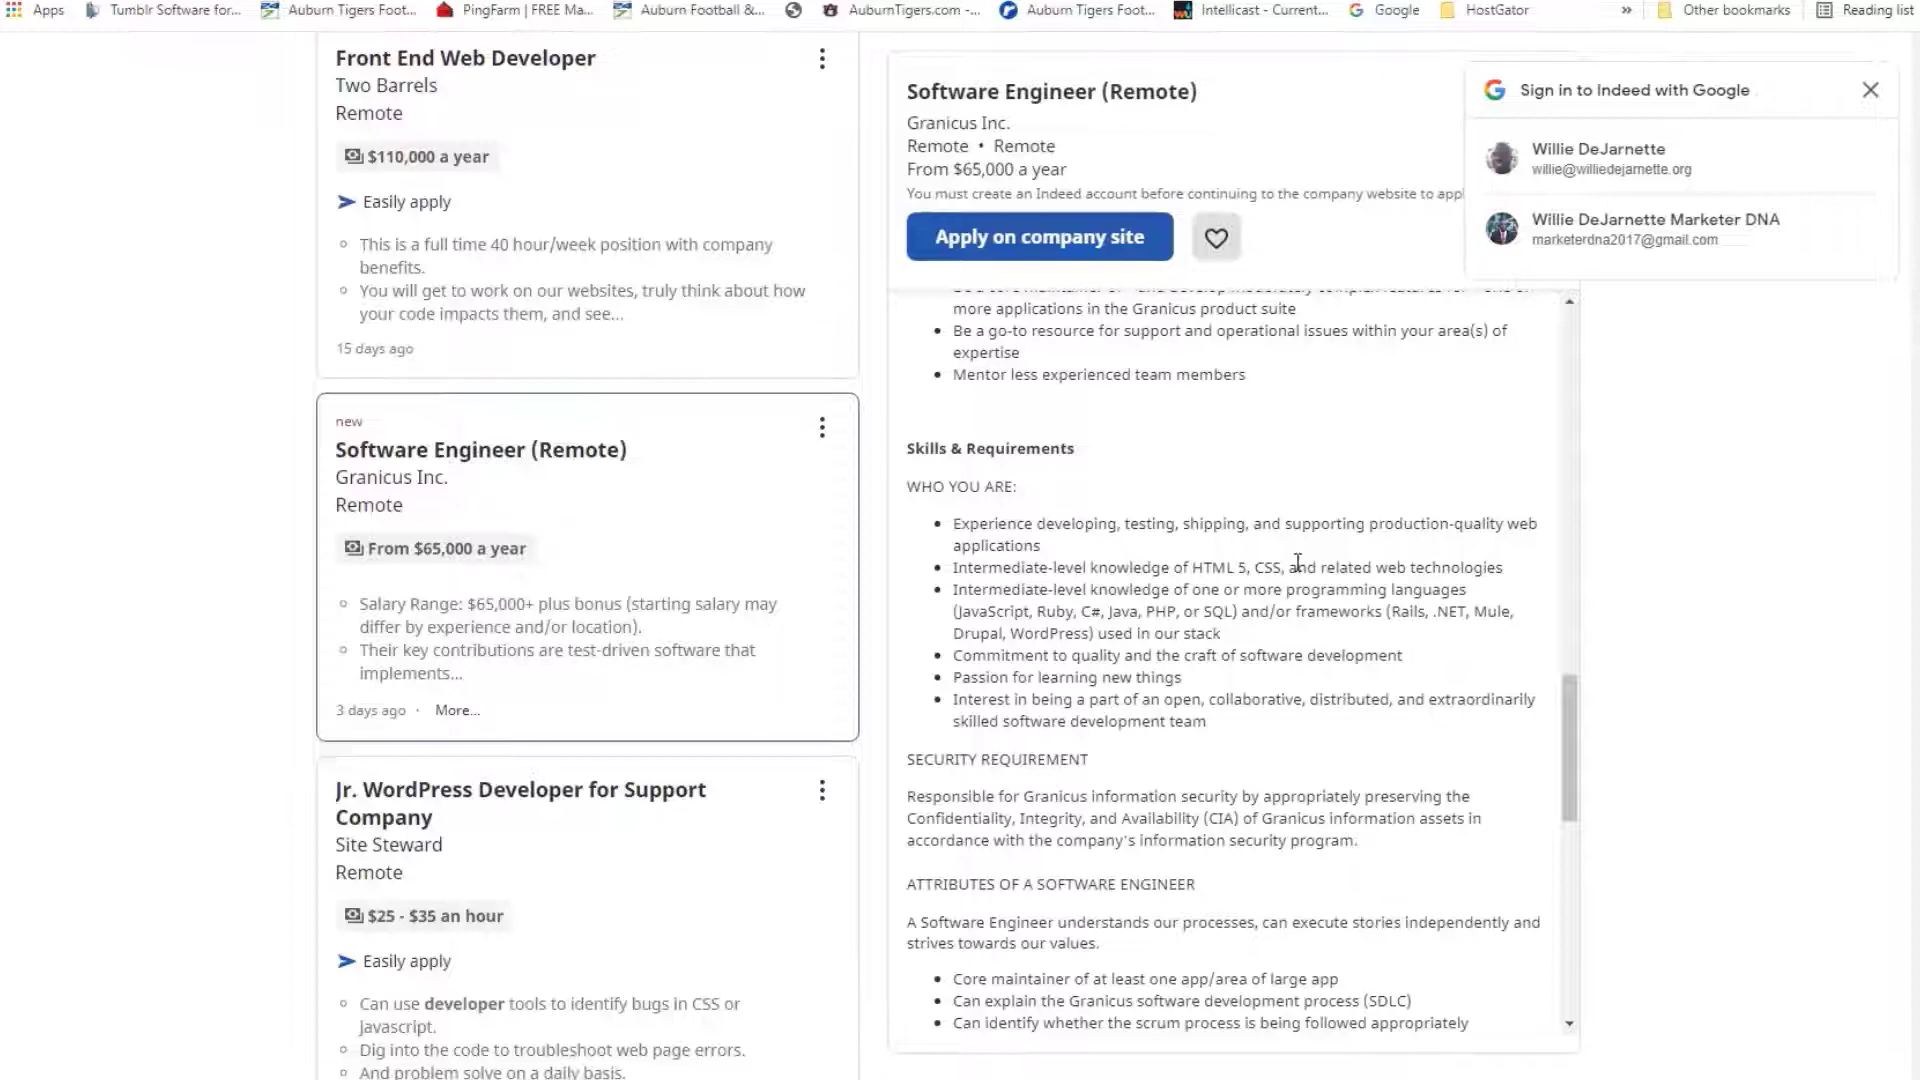 Apps
Tumblr Software for...
Auburn Tigers Foot...
PingFarm | FREE Ma...
Auburn Football &...
AuburnTigers.com -...
Auburn Tigers Foot...
Intellicast - Current...
Google
HostGator
»
Other bookmarks
Reading list
Front End Web Developer
Two Barrels
Remote
$110,000 a year
Easily apply
This is a full time 40 hour/week position with company
benefits.
You will get to work on our websites, truly think about how
your code impacts them, and see...
15 days ago
new
Software Engineer (Remote)
Granicus Inc.
Remote
From $65,000 a year
Salary Range: $65,000+ plus bonus (starting salary may
differ by experience and/or location).
Their key contributions are test-driven software that
implements...
3 days ago · More...
Jr. WordPress Developer for Support
Company
Site Steward
Remote
$25 - $35 an hour
Easily apply
Can use developer tools to identify bugs in CSS or
Javascript.
Dig into the code to troubleshoot web page errors.
And problem solve on a daily basis.
Software Engineer (Remote)
Granicus Inc.
Remote • Remote
From $65,000 a year
You must create an Indeed account before continuing to the company website to appl
Apply on company site
more applications in the Granicus product suite
• Be a go-to resource for support and operational issues within your area(s) of
expertise
• Mentor less experienced team members
Skills & Requirements
WHO YOU ARE:
• Experience developing, testing, shipping, and supporting production-quality web
applications
• Intermediate-level knowledge of HTML 5, CSS, and related web technologies
• Intermediate-level knowledge of one or more programming languages
(JavaScript, Ruby, C#, Java, PHP, or SQL) and/or frameworks (Rails, .NET, Mule,
Drupal, WordPress) used in our stack
• Commitment to quality and the craft of software development
• Passion for learning new things
• Interest in being a part of an open, collaborative, distributed, and extraordinarily
skilled software development team
SECURITY REQUIREMENT
Responsible for Granicus information security by appropriately preserving the
Confidentiality, Integrity, and Availability (CIA) of Granicus information assets in
accordance with the company's information security program.
ATTRIBUTES OF A SOFTWARE ENGINEER
A Software Engineer understands our processes, can execute stories independently and
strives towards our values.
• Core maintainer of at least one app/area of large app
• Can explain the Granicus software development process (SDLC)
• Can identify whether the scrum process is being followed appropriately
Sign in to Indeed with Google
Willie DeJarnette
willie@williedejarnette.org
Willie DeJarnette Marketer DNA
marketerdna2017@gmail.com